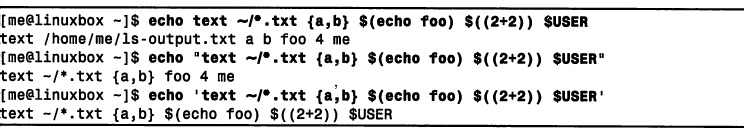 [me@linuxbox ~]$ echo text ~/*.txt {a,b} $(echo foo) $((2+2)) $USER
text /home/me/ls-output.txt a b foo 4 me
[me@linuxbox ~]$ echo "text ~/*.txt {a,b} $(echo foo) $((2+2)) $USER"
text ~/*.txt {a,b} foo 4 me
[me@linuxbox ~]$ echo 'text ~/*.txt {a,b} $(echo foo) $((2+2)) $USER'
text ~/*.txt {a,b} $(echo foo) $((2+2)) $USER